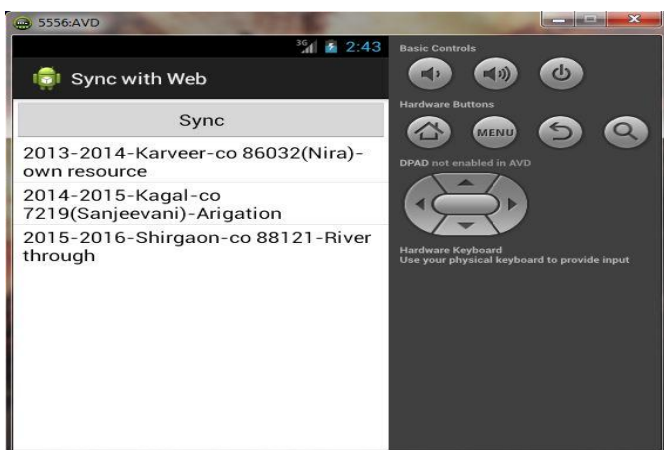 5556:AVD
3G 2:43
Sync with Web
Sync
2013-2014-Karveer-co 86032(Nira)-
own resource
2014-2015-Kagal-co
7219(Sanjeevani)-Arigation
2015-2016-Shirgaon-co 88121-River
through
Basic Controls
Hardware Buttons
MENU
DPAD not enabled in AVD
Hardware Keyboard
Use your physical keyboard to provide input